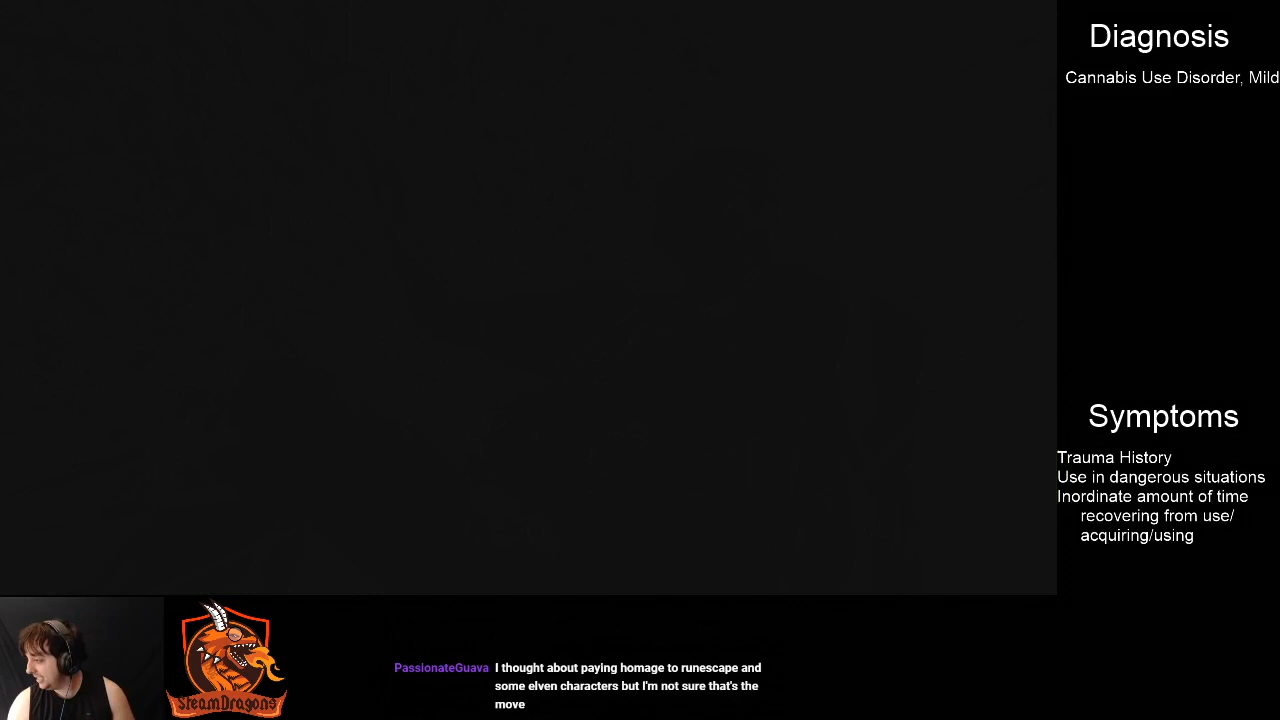 Diagnosis
Cannabis Use Disorder, Mild
Symptoms
Trauma History
Use in dangerous situations
Inordinate amount of time
recovering from use/
acquiring/using
SteamDragons
PassionateGuava I thought about paying homage to runescape and
some elven characters but I'm not sure that's the
move